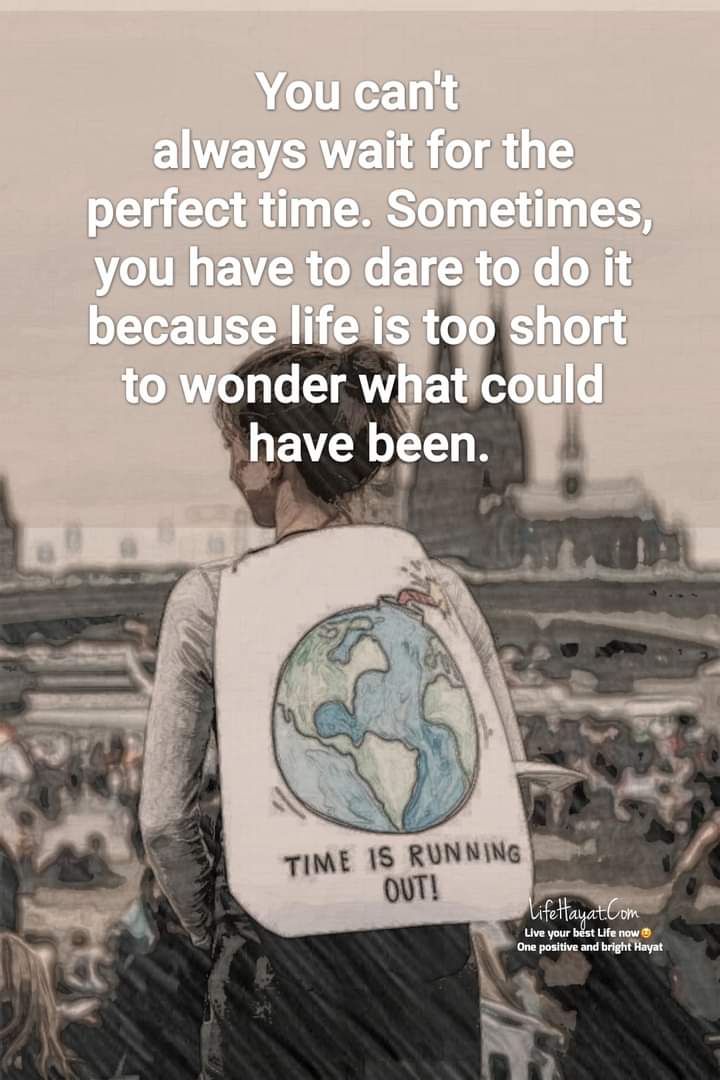 You can't
always wait for the
perfect time. Sometimes,
you have to dare to do it
because life is too short
to wonder what could
have been.
TIME IS RUNNING
OUT!
LifeHayat.Com
Live your best Life now😉
One positive and bright Hayat